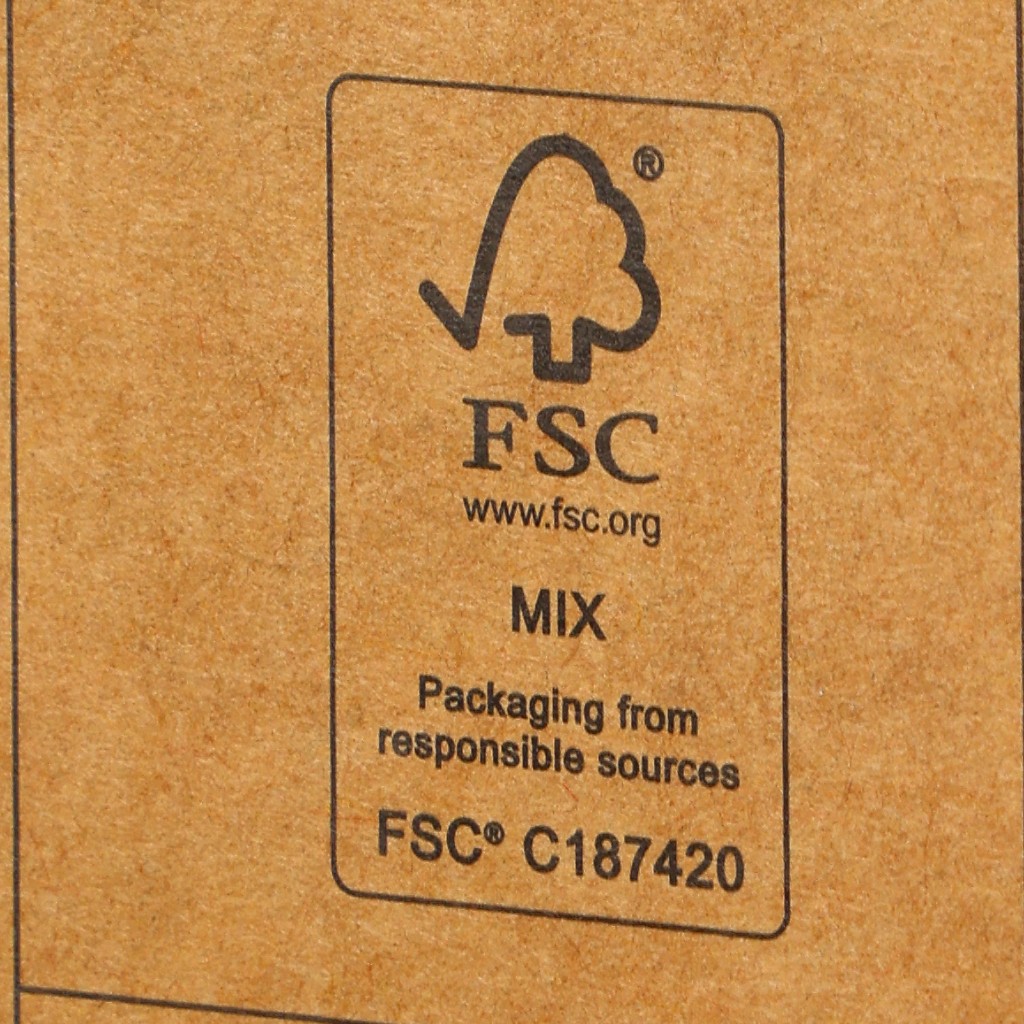 ®
FSC
www.fsc.org
MIX
Packaging from
responsible sources
FSC® C187420